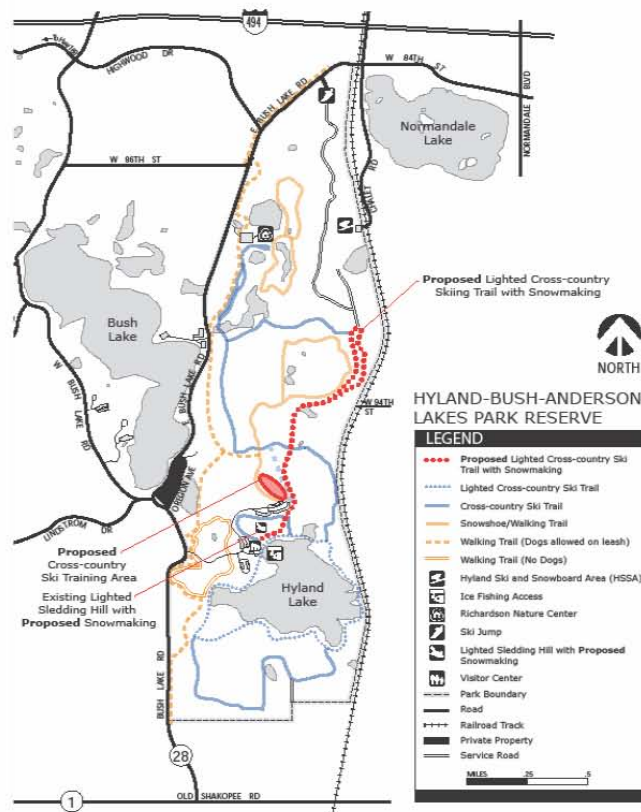 494
To Hwy 169
HIGHWOOD DR
W 84TH ST
E BUSH LAKE RD
NORMANDALE BLVD
Normandale
Lake
W 86TH ST
CHALET RD
Proposed Lighted Cross-country
Skiing Trail with Snowmaking
Bush
Lake
NORTH
W BUSH LAKE RD
E BUSH LAKE RD
W 94TH
ST
OREGON AVE
LINDSTROM DR
Proposed
Cross-country
Ski Training Area
Existing Lighted
Sledding Hill with
Proposed Snowmaking
Hyland
Lake
BUSH LAKE RD
28
1
OLD SHAKOPEE RD
HYLAND-BUSH-ANDERSON
LAKES PARK RESERVE
LEGEND
Proposed Lighted Cross-country Ski
Trail with Snowmaking
Lighted Cross-country Ski Trail
Cross-country Ski Trail
Snowshoe/Walking Trail
Walking Trail (Dogs allowed on leash)
Walking Trail (No Dogs)
Hyland Ski and Snowboard Area (HSSA)
Ice Fishing Access
Richardson Nature Center
Ski Jump
Lighted Sledding Hill with Proposed
Snowmaking
Visitor Center
Park Boundary
Road
Railroad Track
Private Property
Service Road
MILES .25 .5